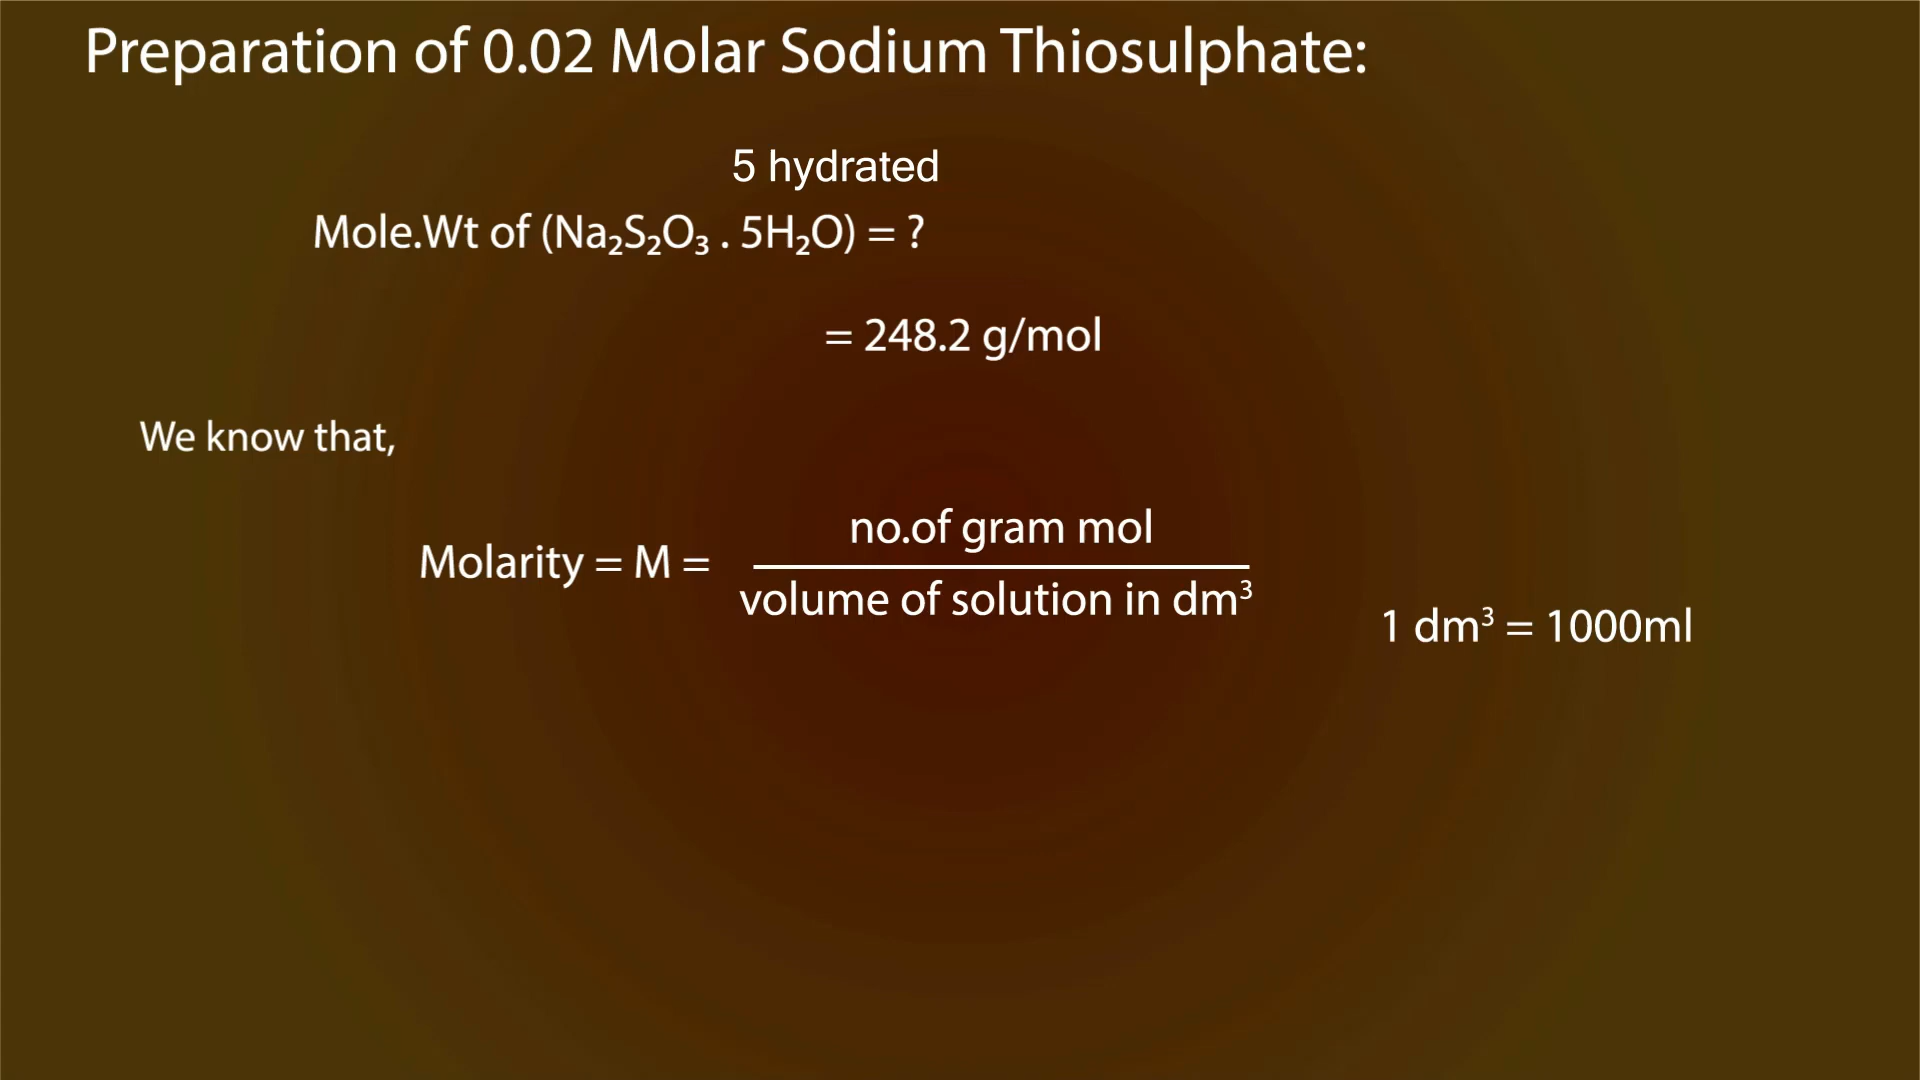 Preparation of 0.02 Molar Sodium Thiosulphate:
5 hydrated
Mole.Wt of (Na₂S₂O₃ . 5H₂O) = ?
= 248.2 g/mol
We know that,
no.of gram mol
Molarity = M =
volume of solution in dm³
1 dm³ = 1000ml